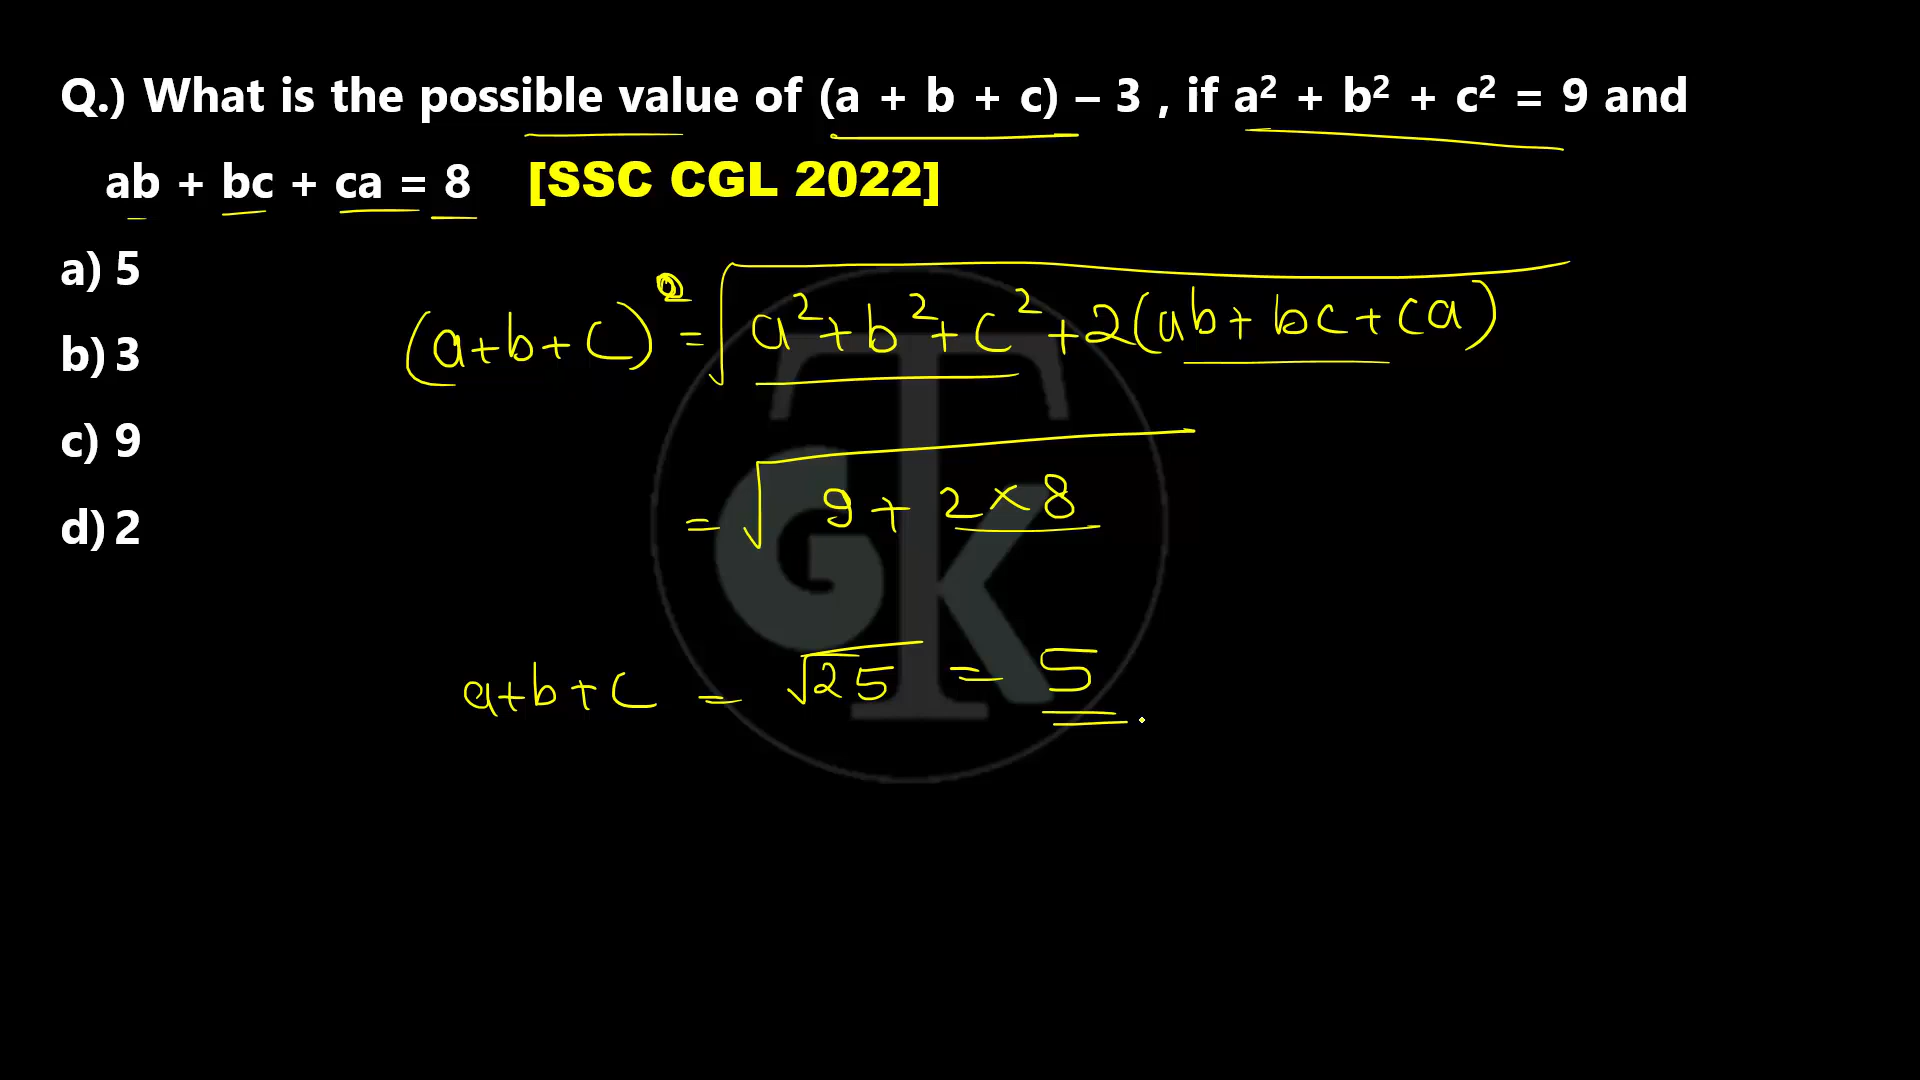 Q.) What is the possible value of (a + b + c) – 3 , if a² + b² + c² = 9 and
ab + bc + ca = 8 [SSC CGL 2022]
a) 5
(a+b+c)² = √a²+b²+c²+2(ab+bc+ca)
b) 3
c) 9
= √9+2×8
d) 2
a+b+c = √25 = 5.
GTK